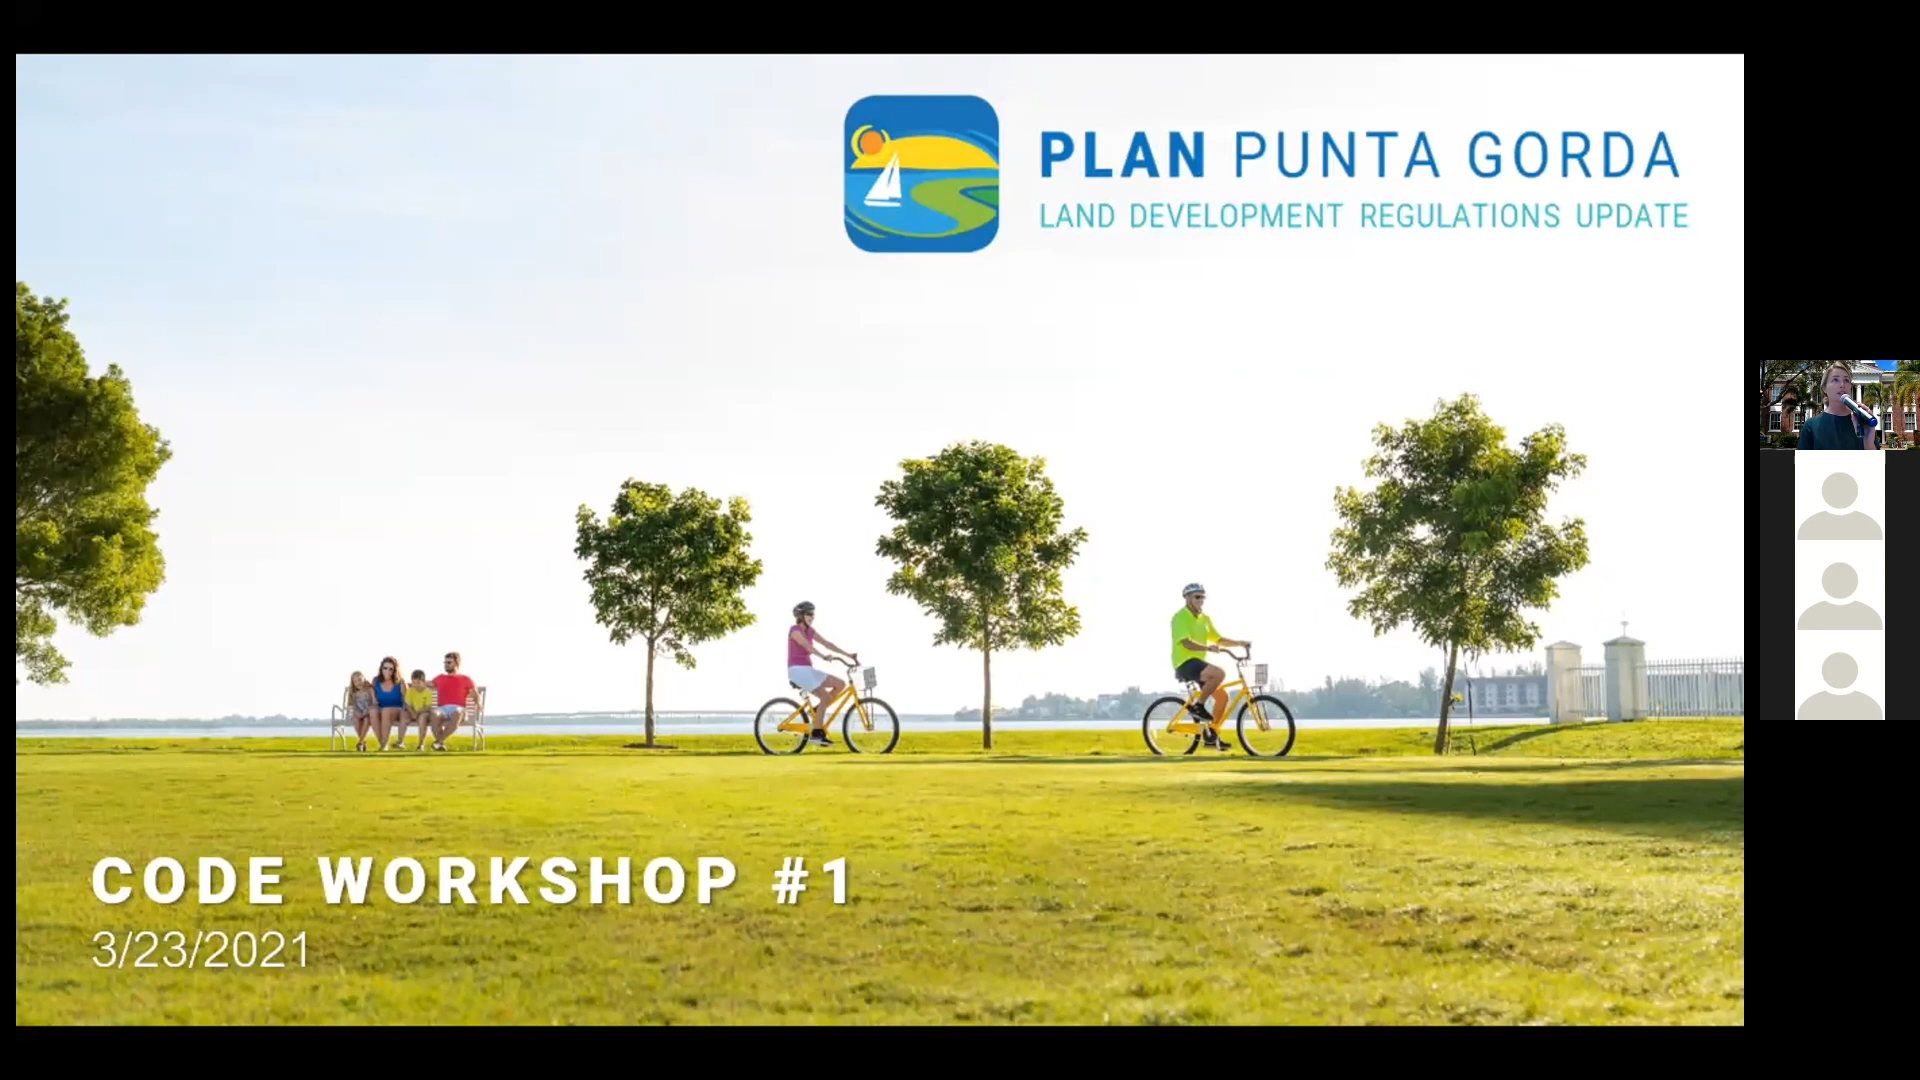 PLAN PUNTA GORDA
LAND DEVELOPMENT REGULATIONS UPDATE
CODE WORKSHOP #1
3/23/2021